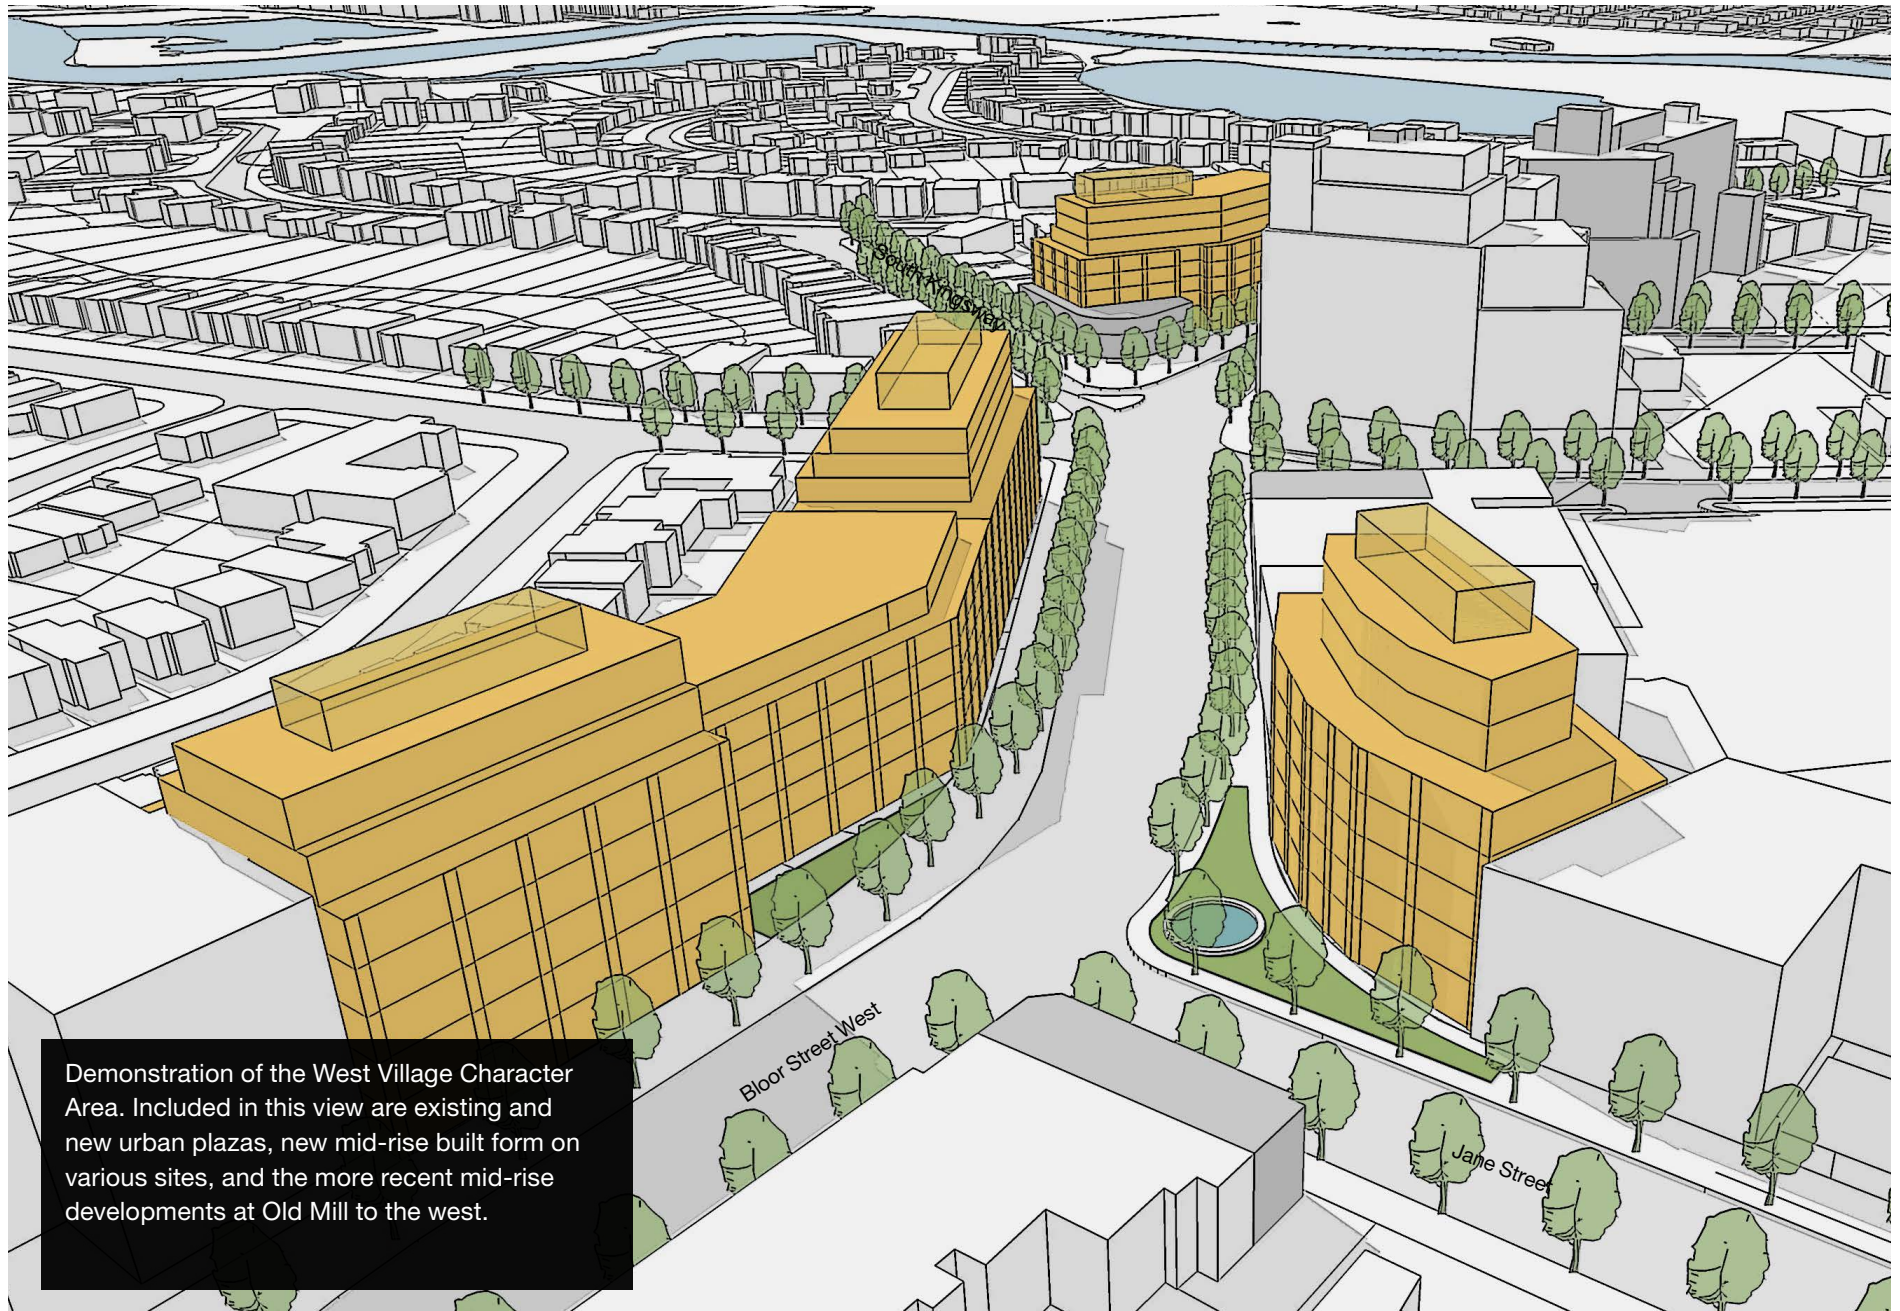 South Kingsway
Bloor Street West
Jane Street
Demonstration of the West Village Character
Area. Included in this view are existing and
new urban plazas, new mid-rise built form on
various sites, and the more recent mid-rise
developments at Old Mill to the west.